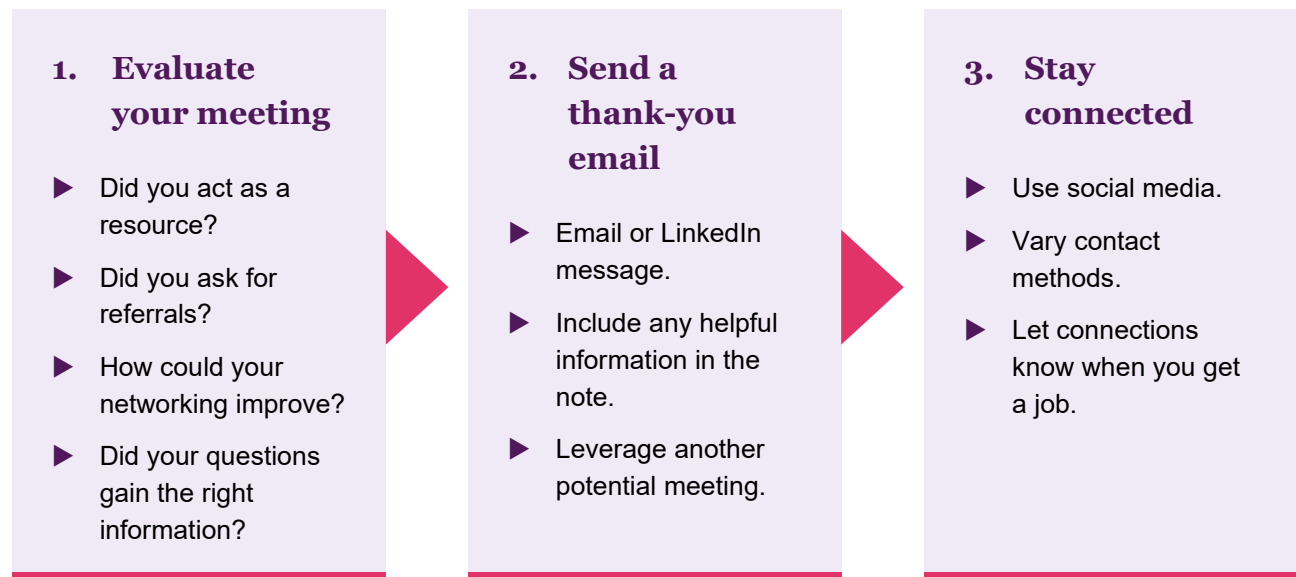 1. Evaluate
your meeting
Did you act as a
resource?
Did you ask for
referrals?
How could your
networking improve?
Did your questions
gain the right
information?
2. Send a
thank-you
email
Email or LinkedIn
message.
Include any helpful
information in the
note.
Leverage another
potential meeting.
3. Stay
connected
Use social media.
Vary contact
methods.
Let connections
know when you get
a job.